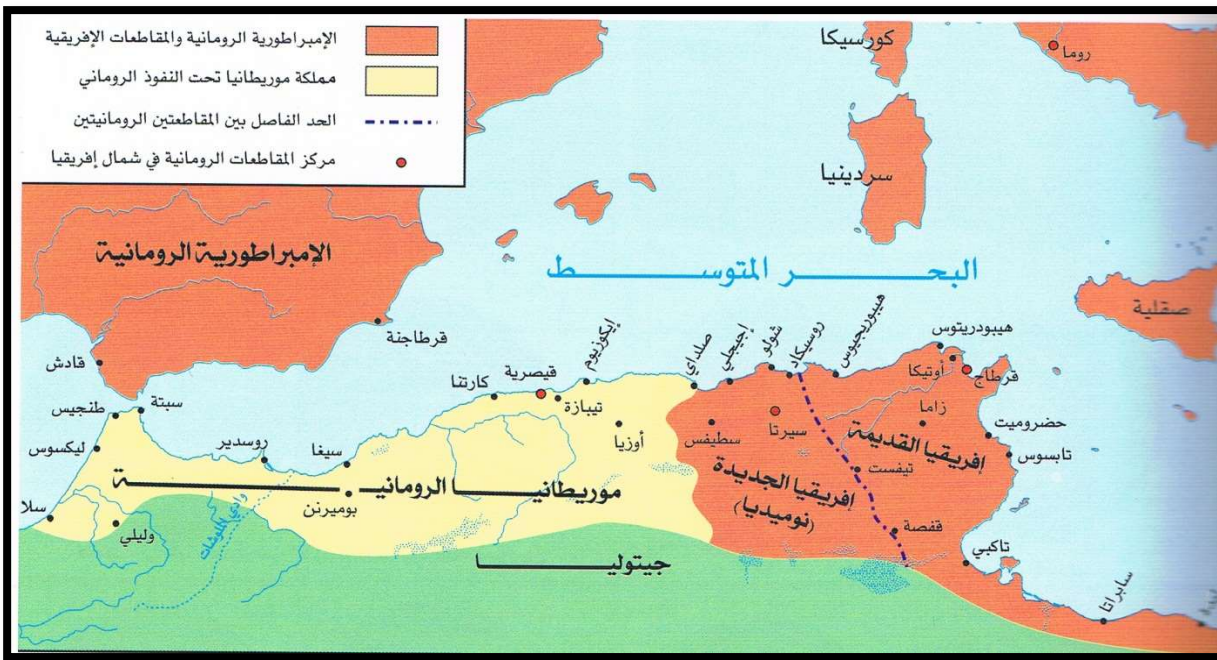 الإمبراطورية الرومانية والمقاطعات الإفريقية
مملكة موريطانيا تحت النفوذ الروماني
الحد الفاصل بين المقاطعتين الرومانيتين
مركز المقاطعات الرومانية في شمال إفريقيا
كورسيكا
روما
سردينيا
الإمبراطورية الرومانية
البحر المتوسط
صقلية
قرطاجنة
قادش
طنجيس
سبتة
ليكسوس
سلا
وليلي
روسدير
وادي
سيغا
بوميرنن
كارتنا
قيصرية
تيبازة
إيكوزيوم
أوزيا
صلداي
إجيجلي
شولو
روسيكاد
هيبوريجيوس
هيبودريتوس
أوتيكا
قرطاج
زاما
حضروميت
تابسوس
سطيفس
سيرتا
تيفست
قفصة
تاكبي
سابراتا
إفريقيا القديمة
إفريقيا الجديدة
(نوميديا)
موريطانيا الرومانية
جيتوليا